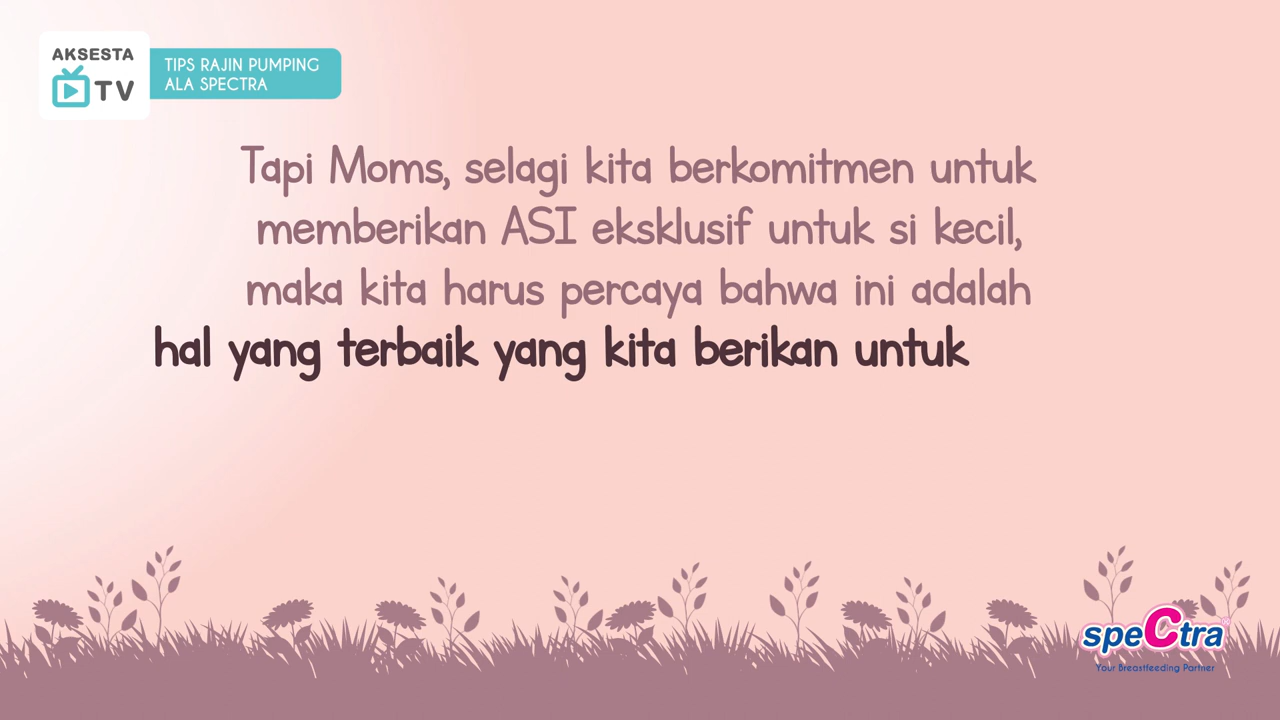 AKSESTA
TV
TIPS RAJIN PUMPING
ALA SPECTRA
Tapi Moms, selagi kita berkomitmen untuk
memberikan ASI eksklusif untuk si kecil,
maka kita harus percaya bahwa ini adalah
hal yang terbaik yang kita berikan untuk
speCtra
Your Breastfeeding Partner